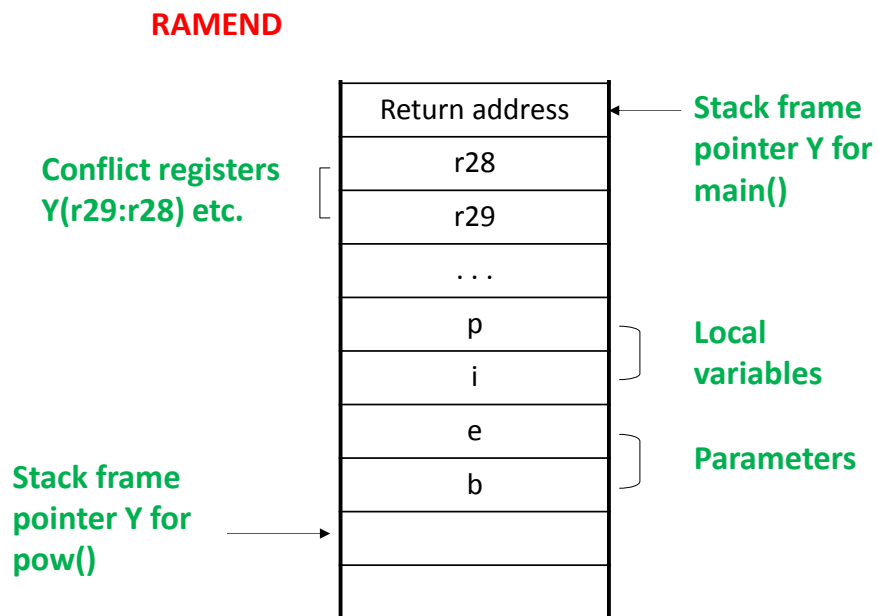 RAMEND
Return address
Stack frame
pointer Y for
main()
Conflict registers
Y(r29:r28) etc.
r28
r29
. . .
p
i
Local
variables
e
b
Parameters
Stack frame
pointer Y for
pow()